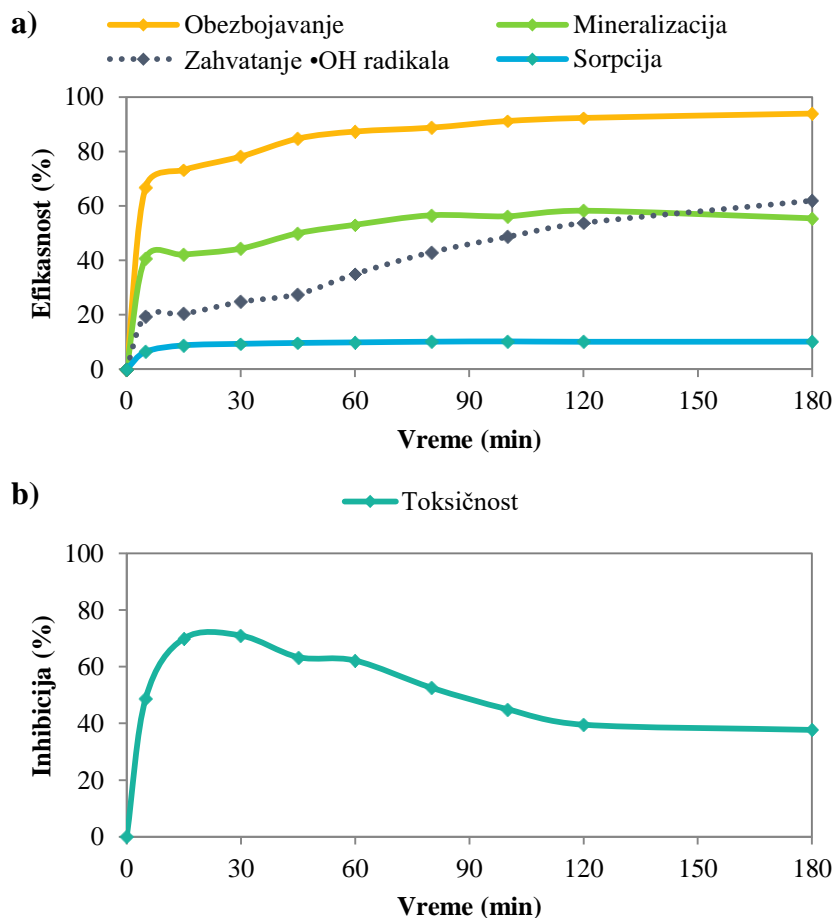 a)
Obezbojavanje
Mineralizacija
Zahvatanje •OH radikala
Sorpcija
100
80
60
40
20
0
Efikasnost (%)
0 30 60 90 120 150 180
Vreme (min)
b)
Toksičnost
100
80
60
40
20
0
Inhibicija (%)
0 30 60 90 120 150 180
Vreme (min)